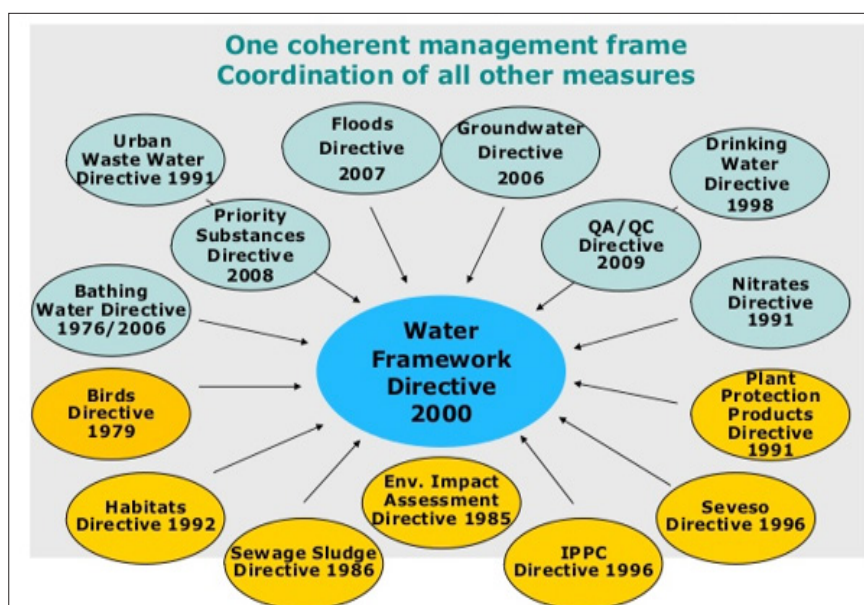 One coherent management frame
Coordination of all other measures
Urban
Waste Water
Directive 1991
Floods
Directive
2007
Groundwater
Directive
2006
Drinking
Water
Directive
1998
Priority
Substances
Directive
2008
QA/QC
Directive
2009
Bathing
Water Directive
1976/2006
Nitrates
Directive
1991
Water
Framework
Directive
2000
Birds
Directive
1979
Plant
Protection
Products
Directive
1991
Habitats
Directive 1992
Sewage Sludge
Directive 1986
Env. Impact
Assessment
Directive 1985
IPPC
Directive 1996
Seveso
Directive 1996